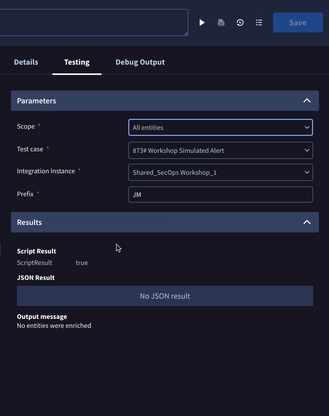 Save
Details Testing Debug Output
Parameters
Scope * All entities
Test case * 873# Workshop Simulated Alert
Integration Instance * Shared_SecOps Workshop_1
Prefix * JM
Results
Script Result
ScriptResult true
JSON Result
No JSON result
Output message
No entities were enriched